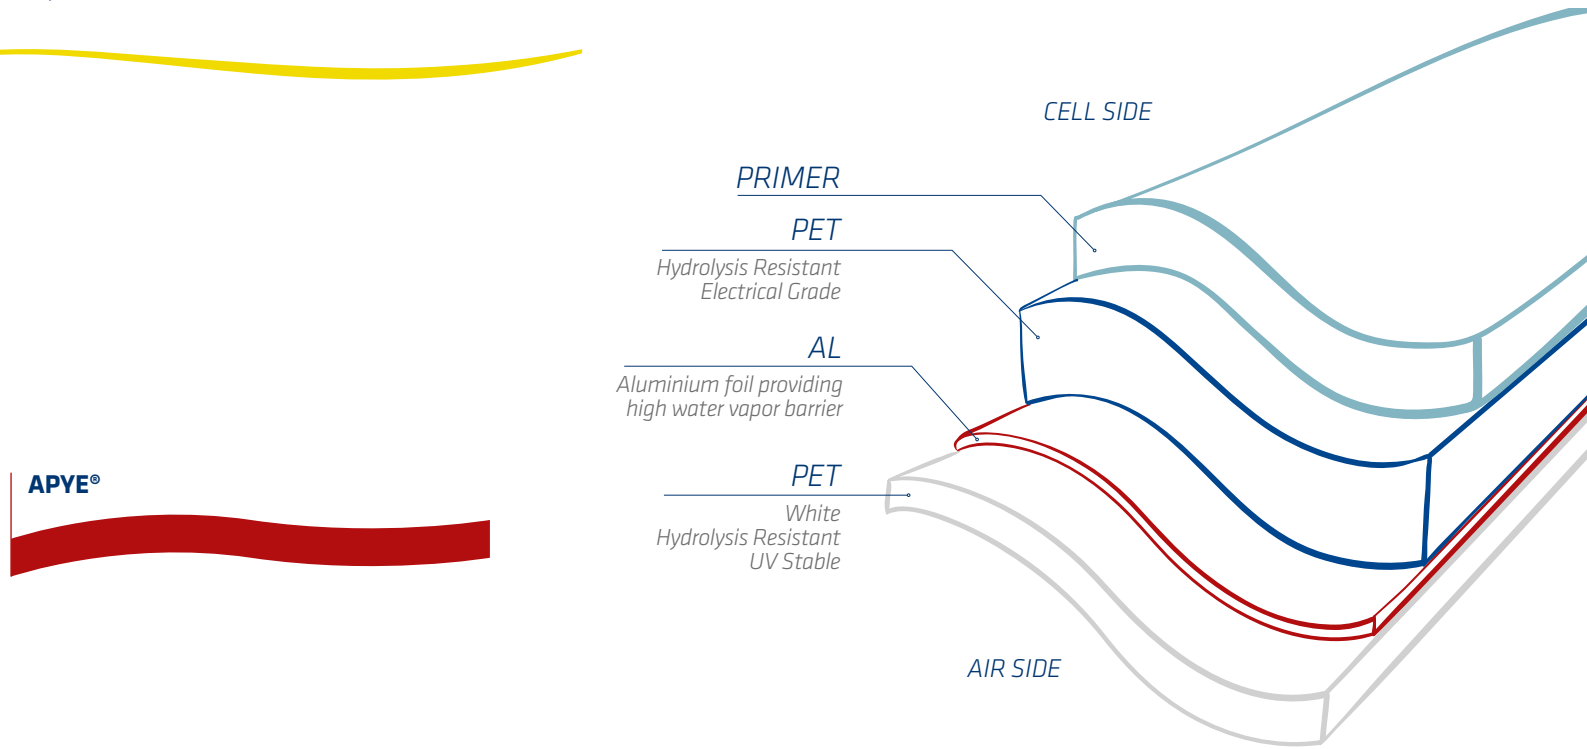 CELL SIDE
PRIMER
PET
Hydrolysis Resistant
Electrical Grade
AL
Aluminium foil providing
high water vapor barrier
APYE®
PET
White
Hydrolysis Resistant
UV Stable
AIR SIDE